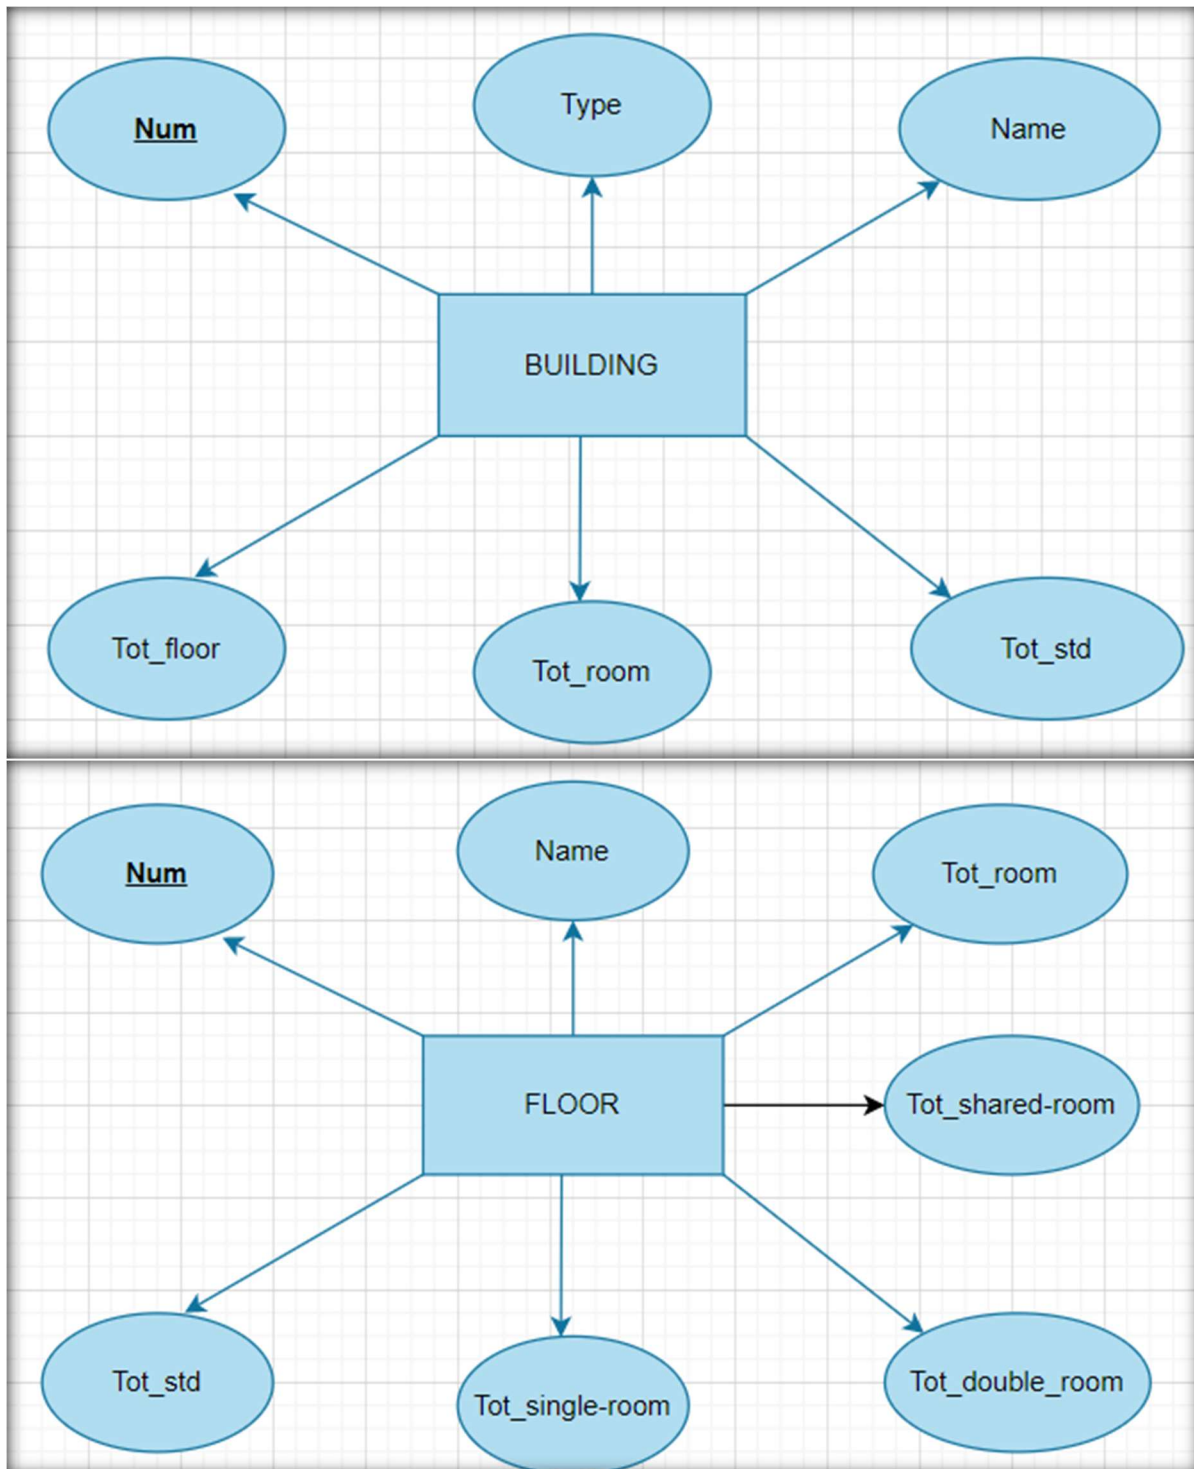 Num
Type
Name
BUILDING
Tot_floor
Tot_room
Tot_std
Num
Name
Tot_room
FLOOR
Tot_shared-room
Tot_std
Tot_single-room
Tot_double_room